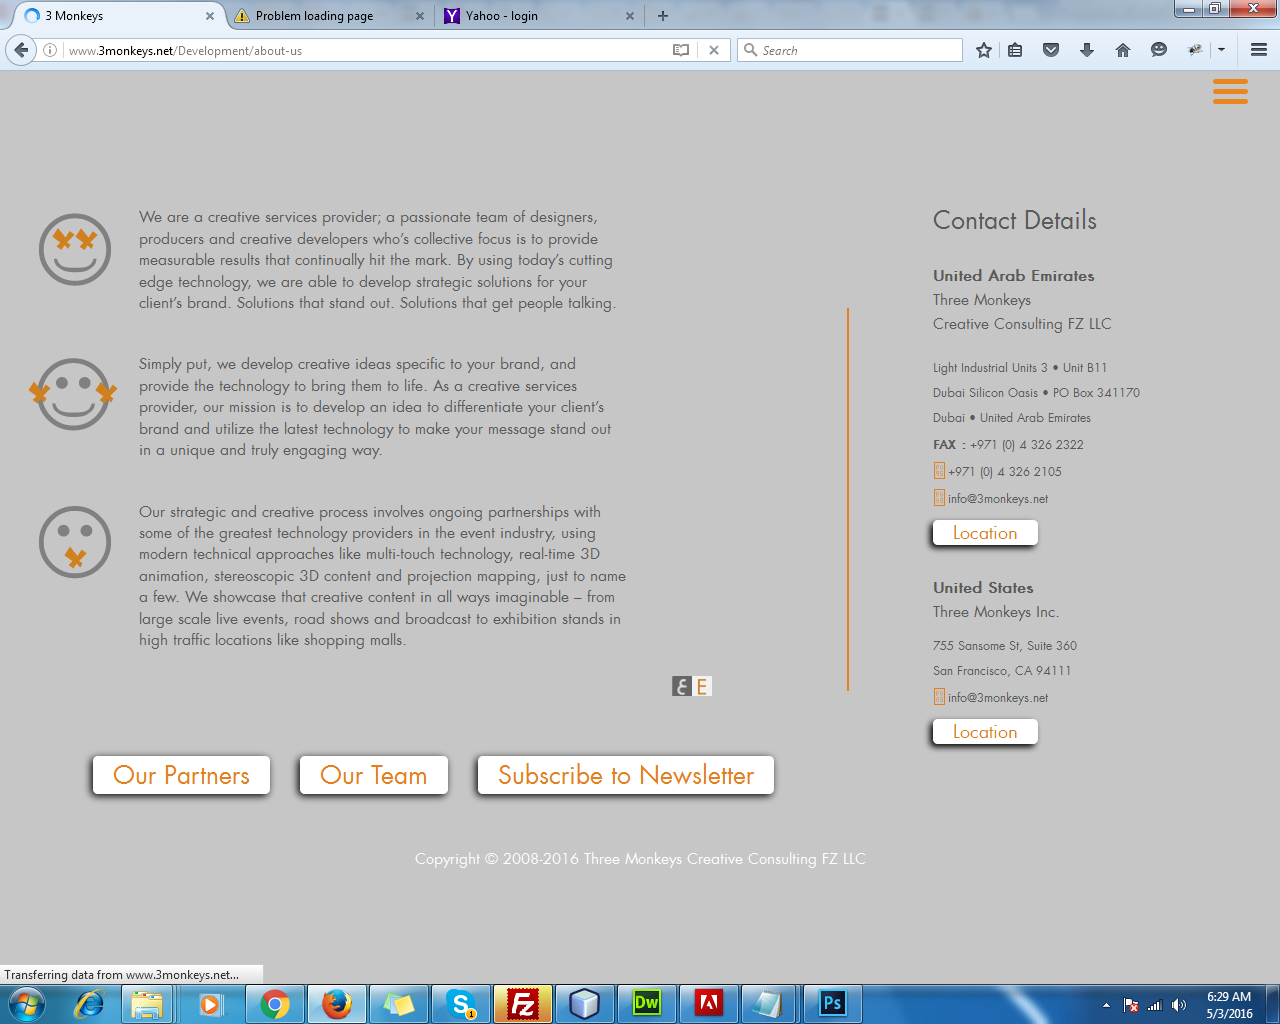 3 Monkeys
Problem loading page
Yahoo - login
www.3monkeys.net/Development/about-us
Search
We are a creative services provider; a passionate team of designers,
producers and creative developers who's collective focus is to provide
measurable results that continually hit the mark. By using today's cutting
edge technology, we are able to develop strategic solutions for your
client's brand. Solutions that stand out. Solutions that get people talking.
Simply put, we develop creative ideas specific to your brand, and
provide the technology to bring them to life. As a creative services
provider, our mission is to develop an idea to differentiate your client's
brand and utilize the latest technology to make your message stand out
in a unique and truly engaging way.
Our strategic and creative process involves ongoing partnerships with
some of the greatest technology providers in the event industry, using
modern technical approaches like multi-touch technology, real-time 3D
animation, stereoscopic 3D content and projection mapping, just to name
a few. We showcase that creative content in all ways imaginable – from
large scale live events, road shows and broadcast to exhibition stands in
high traffic locations like shopping malls.
E
Our Partners
Our Team
Subscribe to Newsletter
Contact Details
United Arab Emirates
Three Monkeys
Creative Consulting FZ LLC
Light Industrial Units 3 • Unit B11
Dubai Silicon Oasis • PO Box 341170
Dubai • United Arab Emirates
FAX : +971 (0) 4 326 2322
+971 (0) 4 326 2105
info@3monkeys.net
Location
United States
Three Monkeys Inc.
755 Sansome St, Suite 360
San Francisco, CA 94111
info@3monkeys.net
Location
Copyright © 2008-2016 Three Monkeys Creative Consulting FZ LLC
Transferring data from www.3monkeys.net...
S
1
Fz
Dw
Ps
6:29 AM
5/3/2016